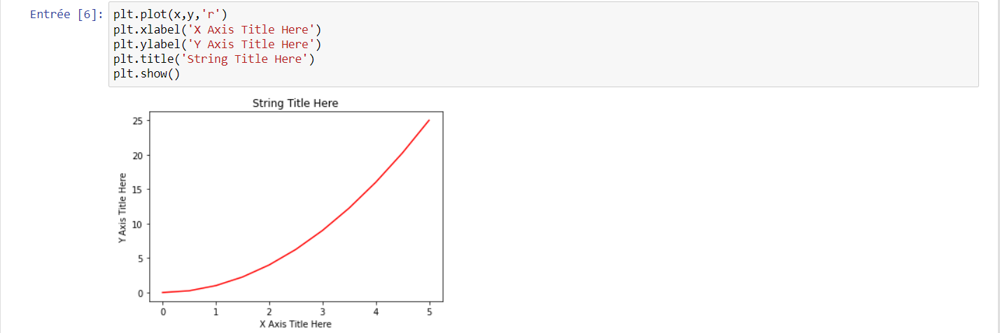 Entrée [6]: plt.plot(x,y,'r')
plt.xlabel('X Axis Title Here')
plt.ylabel('Y Axis Title Here')
plt.title('String Title Here')
plt.show()
String Title Here
25
20
15
10
5
0
Y Axis Title Here
0 1 2 3 4 5
X Axis Title Here